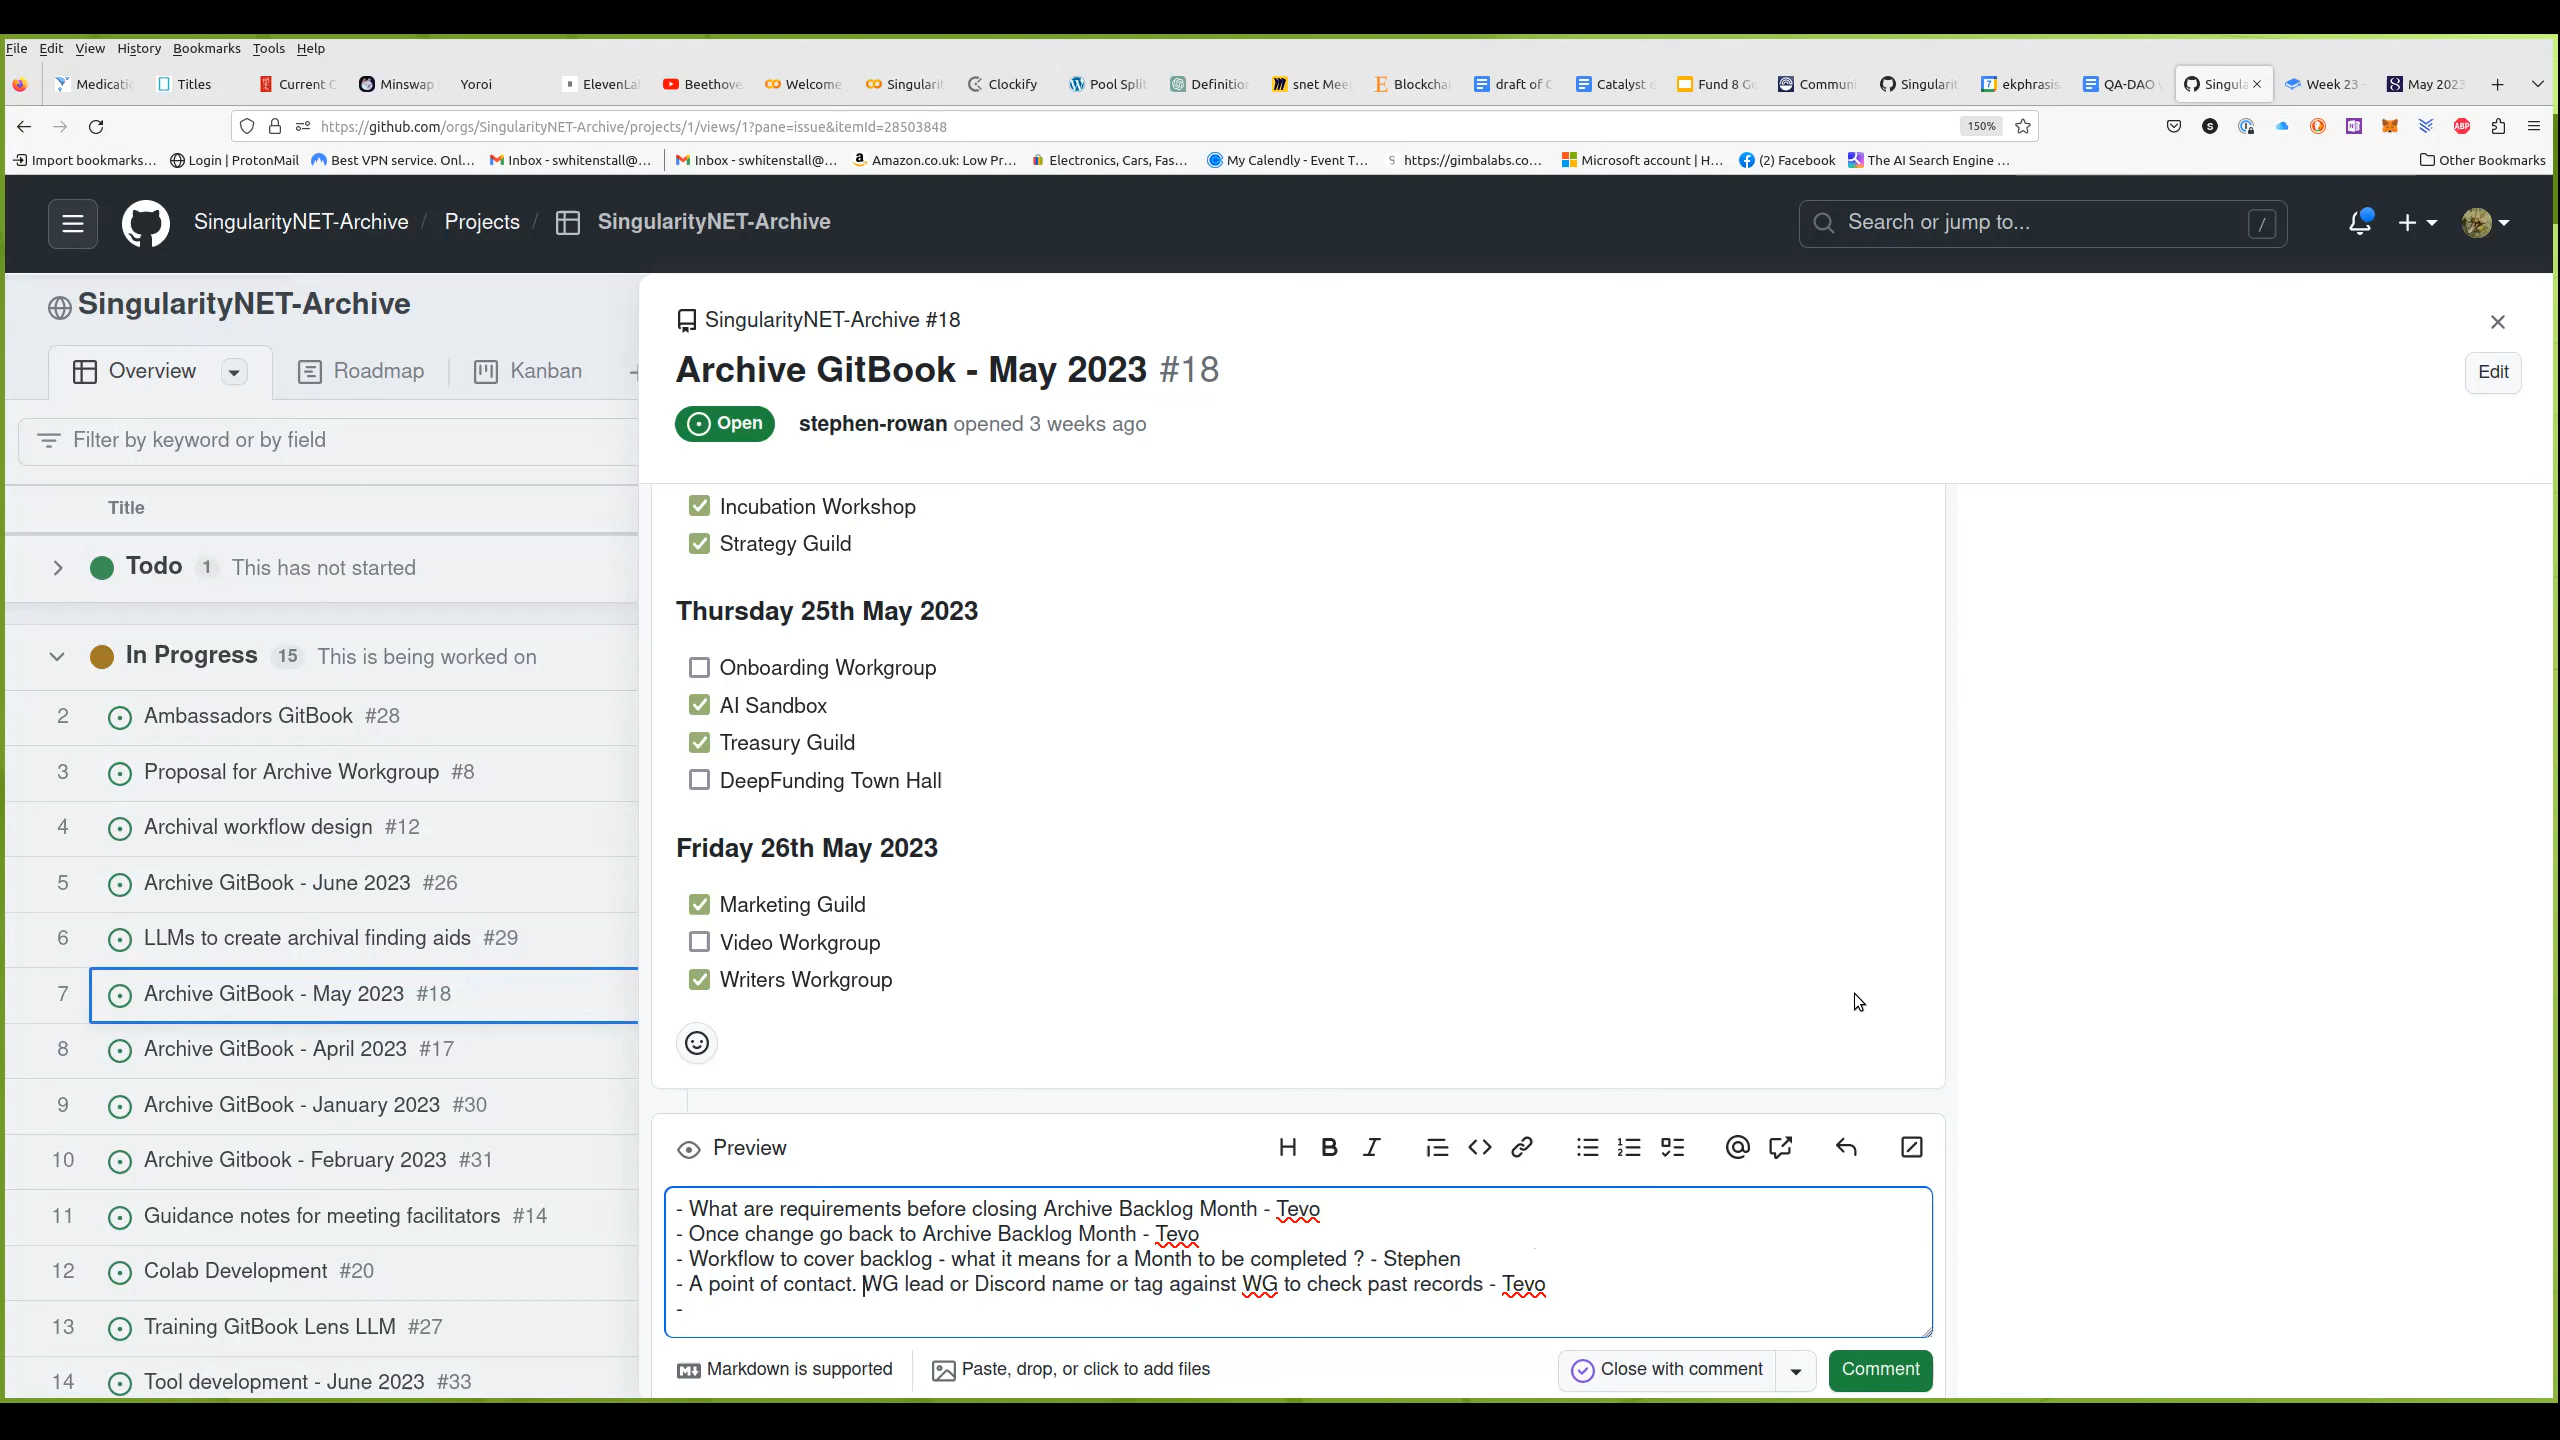 File Edit View History Bookmarks Tools Help
Medicati Titles Current C Minswap Yoroi ElevenLa Beethove Welcome Singularit Clockify Pool Split Definition snet Mee Blockchai draft of C Catalyst Fund 8 Go Communi Singularit ekphrasis QA-DAO Singula Week 23 May 2023
https://github.com/orgs/SingularityNET-Archive/projects/1/views/1?pane=issue&itemId=28503848 150%
Import bookmarks... Login | ProtonMail Best VPN service. Onl... Inbox - swhitenstall@... Inbox - swhitenstall@... Amazon.co.uk: Low Pr... Electronics, Cars, Fas... My Calendly - Event T... https://gimbalabs.co... Microsoft account | H... (2) Facebook The AI Search Engine ... Other Bookmarks
SingularityNET-Archive / Projects / SingularityNET-Archive Search or jump to... /
SingularityNET-Archive
Overview Roadmap Kanban
Filter by keyword or by field
Title
Todo 1 This has not started
In Progress 15 This is being worked on
2 Ambassadors GitBook #28
3 Proposal for Archive Workgroup #8
4 Archival workflow design #12
5 Archive GitBook - June 2023 #26
6 LLMs to create archival finding aids #29
7 Archive GitBook - May 2023 #18
8 Archive GitBook - April 2023 #17
9 Archive GitBook - January 2023 #30
10 Archive Gitbook - February 2023 #31
11 Guidance notes for meeting facilitators #14
12 Colab Development #20
13 Training GitBook Lens LLM #27
14 Tool development - June 2023 #33
SingularityNET-Archive #18
Archive GitBook - May 2023 #18
Edit
Open stephen-rowan opened 3 weeks ago
Incubation Workshop
Strategy Guild
Thursday 25th May 2023
Onboarding Workgroup
AI Sandbox
Treasury Guild
DeepFunding Town Hall
Friday 26th May 2023
Marketing Guild
Video Workgroup
Writers Workgroup
Preview
- What are requirements before closing Archive Backlog Month - Tevo
- Once change go back to Archive Backlog Month - Tevo
- Workflow to cover backlog - what it means for a Month to be completed ? - Stephen
- A point of contact. WG lead or Discord name or tag against WG to check past records - Tevo
-
Markdown is supported Paste, drop, or click to add files Close with comment Comment